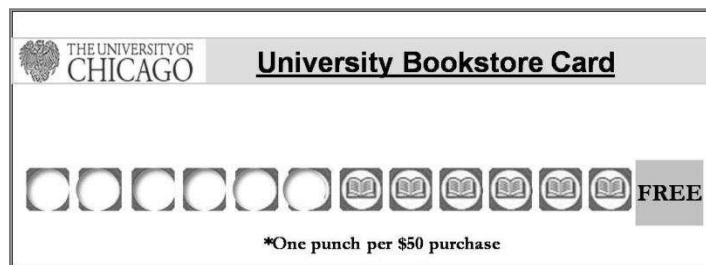 THE UNIVERSITY OF
CHICAGO
University Bookstore Card
FREE
*One punch per $50 purchase